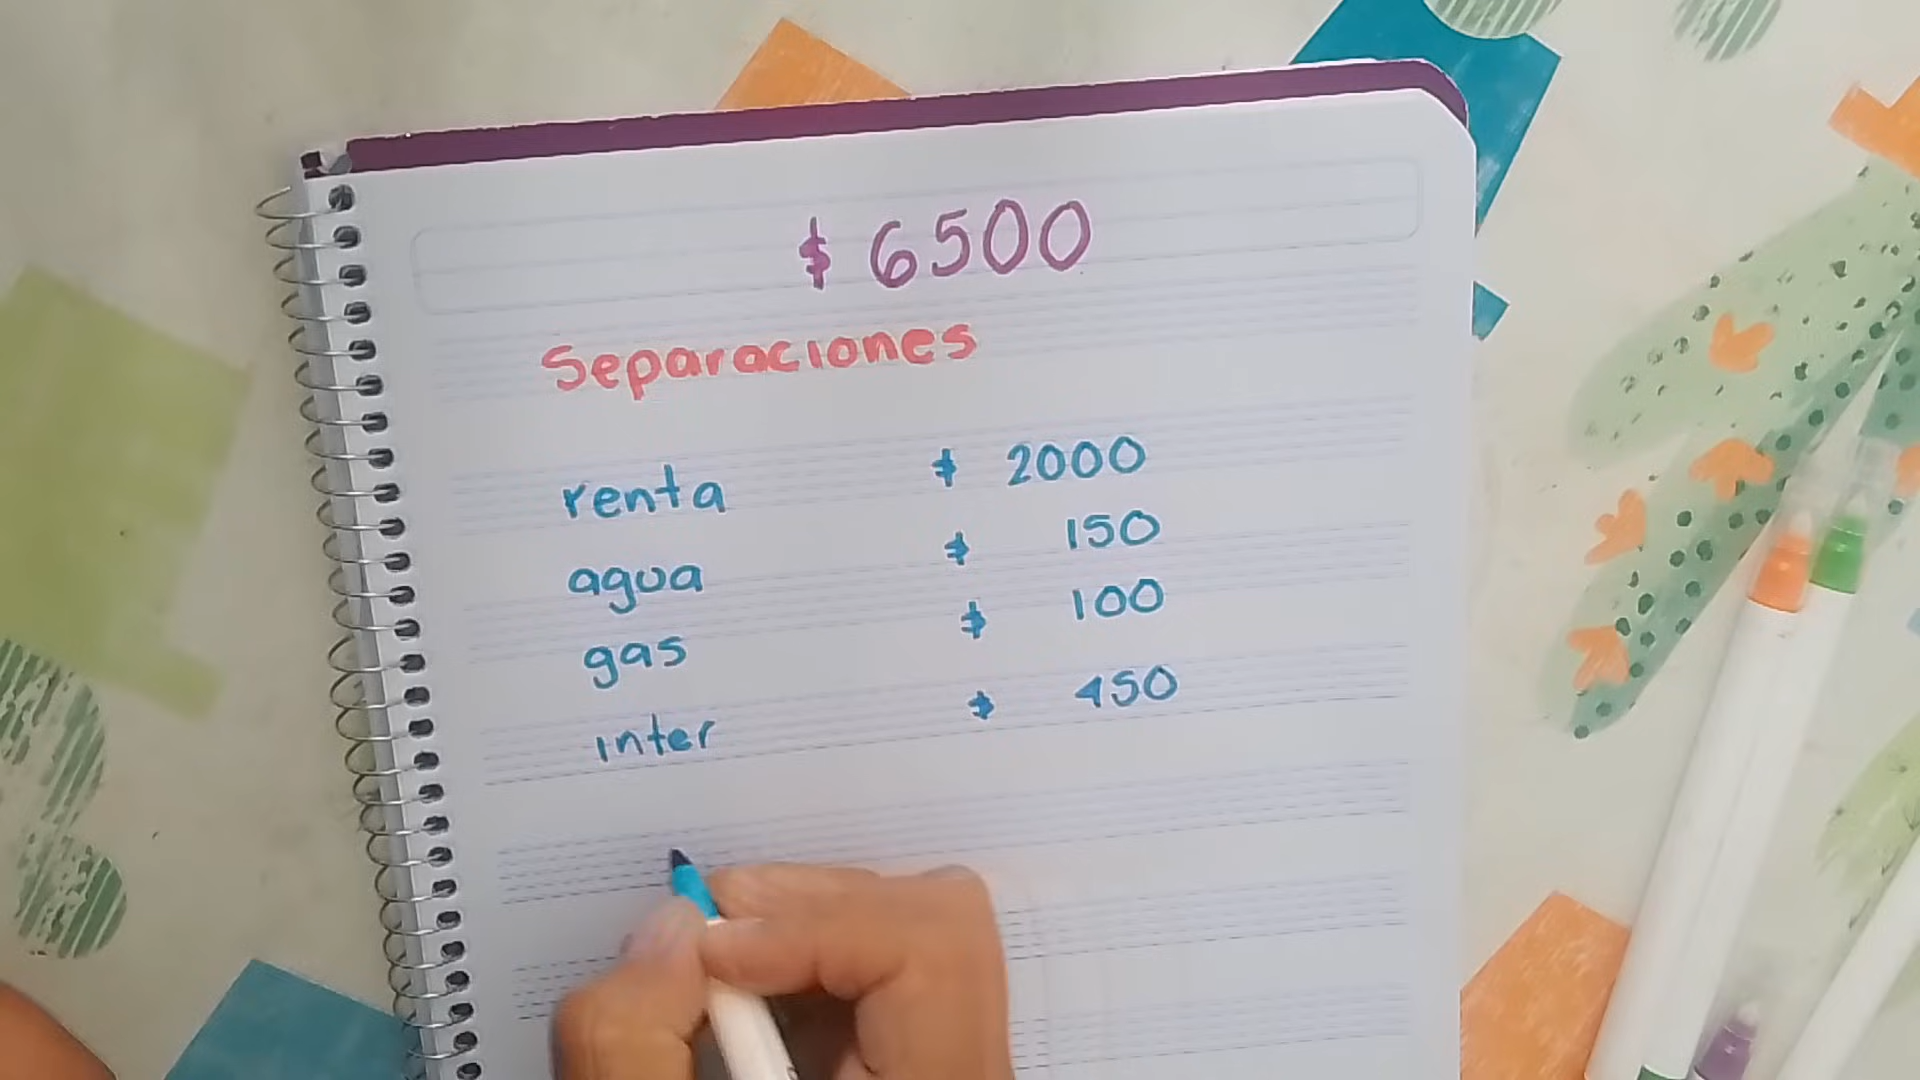 $ 6500
Separaciones
renta $ 2000
agua $ 150
gas $ 100
inter $ 450